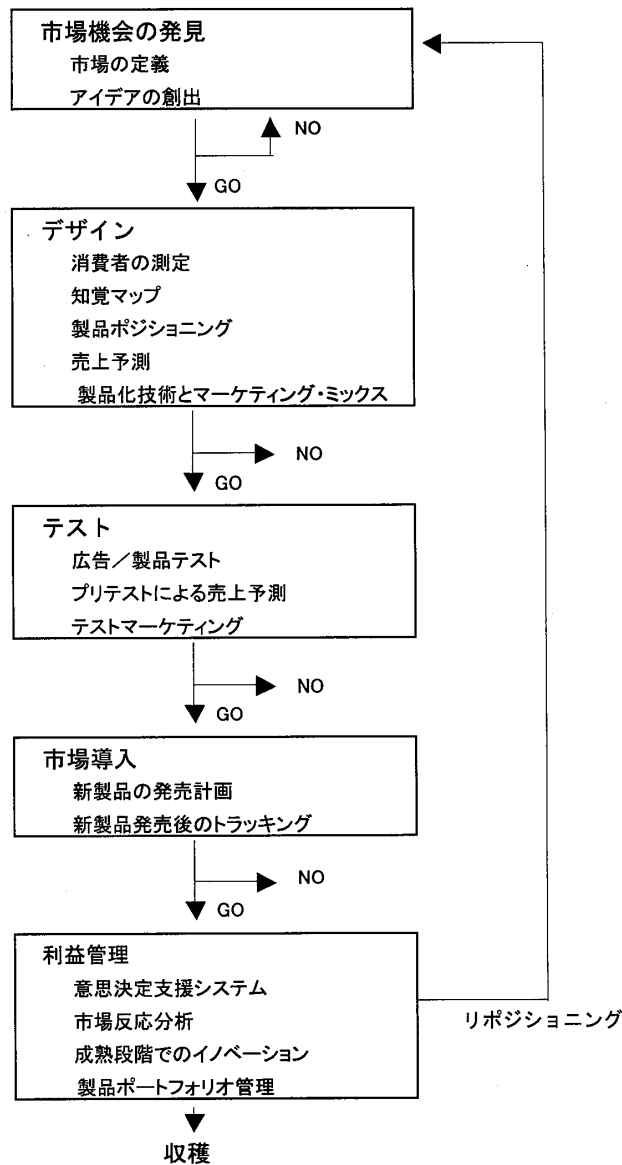 市場機会の発見
市場の定義
アイデアの創出
NO
GO
デザイン
消費者の測定
知覚マップ
製品ポジショニング
売上予測
製品化技術とマーケティング・ミックス
NO
GO
テスト
広告／製品テスト
プリテストによる売上予測
テストマーケティング
NO
GO
市場導入
新製品の発売計画
新製品発売後のトラッキング
NO
GO
利益管理
意思決定支援システム
市場反応分析
成熟段階でのイノベーション
製品ポートフォリオ管理
リポジショニング
収穫